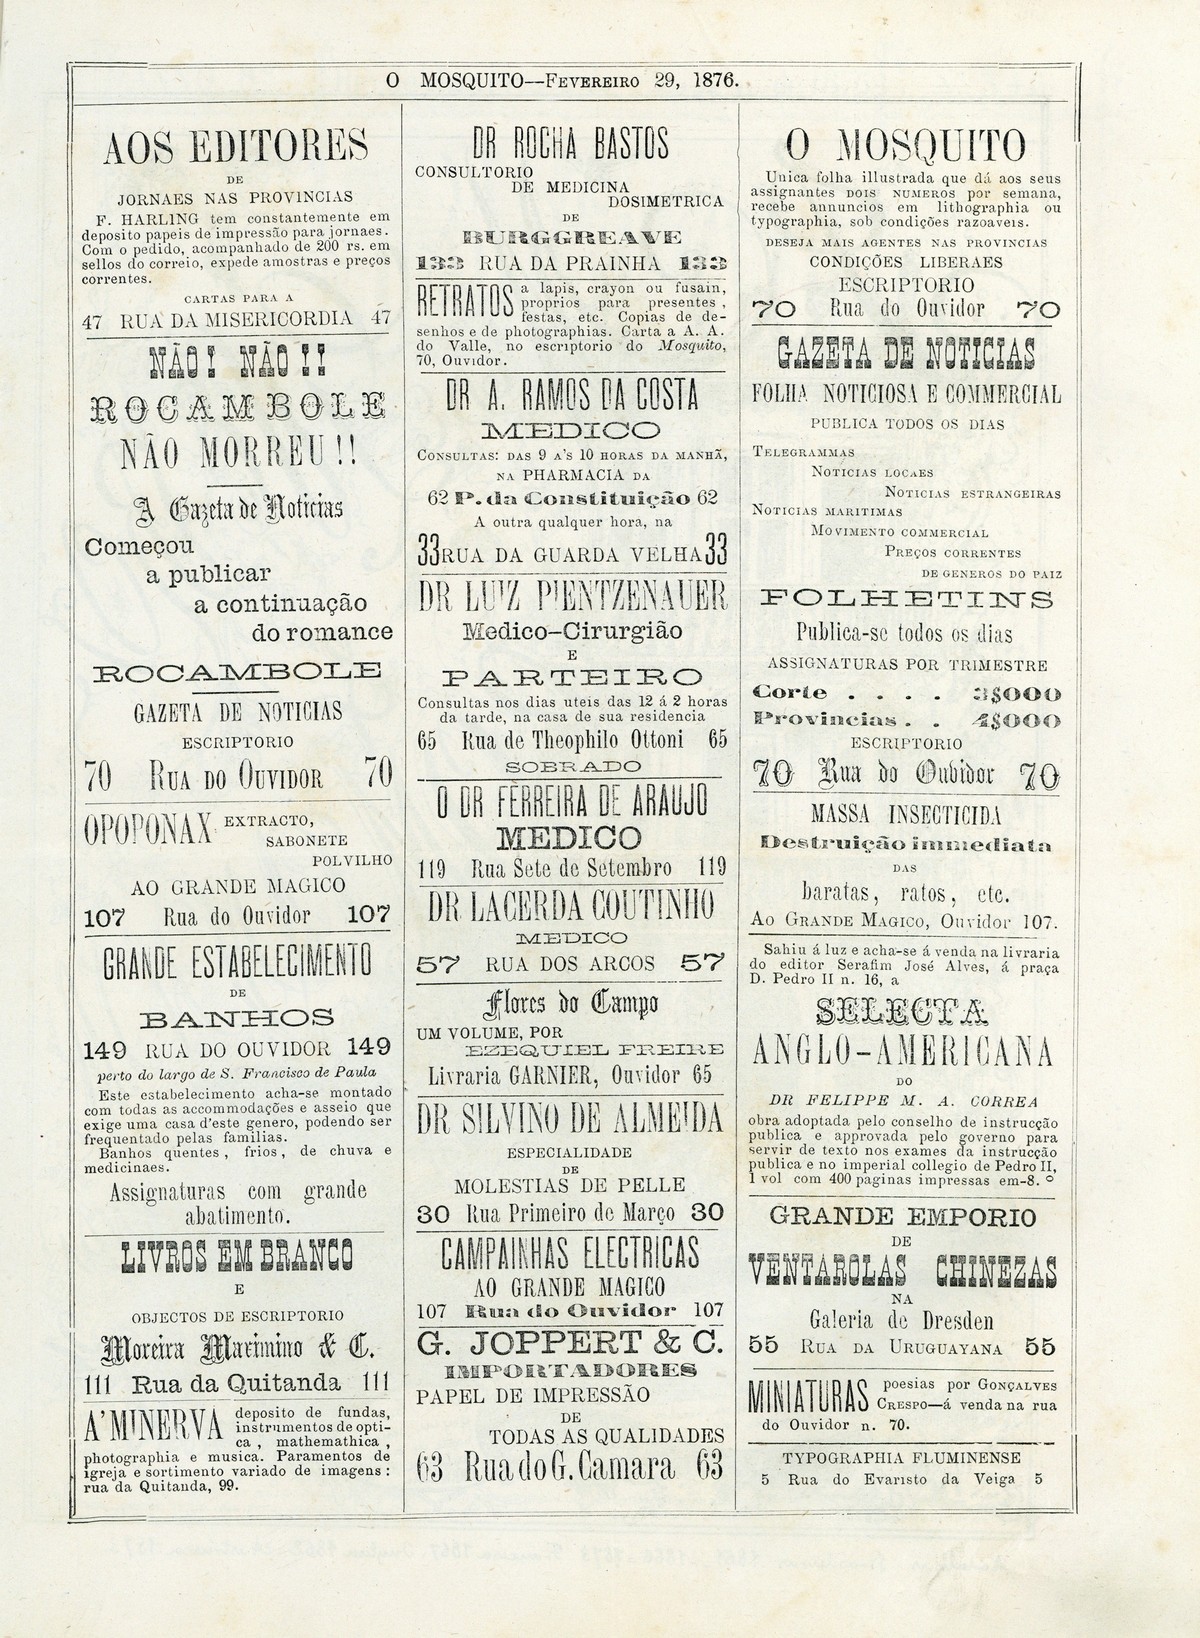 O MOSQUITO—Fevereiro 29, 1876.
AOS EDITORES
DE
JORNAES NAS PROVINCIAS
F. HARLING tem constantemente em
deposito papeis de impressão para jornaes.
Com o pedido, acompanhado de 200 rs. em
sellos do correio, expede amostras e preços
correntes.
CARTAS PARA A
47 RUA DA MISERICORDIA 47
NÃO! NÃO!!
ROCAMBOLE
NÃO MORREU!!
A Gazeta de Noticias
Começou
a publicar
a continuação
do romance
ROCAMBOLE
GAZETA DE NOTICIAS
ESCRIPTORIO
70 Rua do Ouvidor 70
OPOPONAX EXTRACTO,
SABONETE
POLVILHO
AO GRANDE MAGICO
107 Rua do Ouvidor 107
GRANDE ESTABELECIMENTO
DE
BANHOS
149 RUA DO OUVIDOR 149
perto do largo de S. Francisco de Paula
Este estabelecimento acha-se montado
com todas as accommodações e asseio que
exige uma casa d'este genero, podendo ser
frequentado pelas familias.
Banhos quentes, frios, de chuva e
medicinaes.
Assignaturas com grande
abatimento.
LIVROS EM BRANCO
E
OBJECTOS DE ESCRIPTORIO
Moreira Maximino & C.
111 Rua da Quitanda 111
A' MINERVA deposito de fundas,
instrumentos de opti-
ca, mathemathica,
photographia e musica. Paramentos de
igreja e sortimento variado de imagens:
rua da Quitanda, 99.
DR ROCHA BASTOS
CONSULTORIO
DE MEDICINA
DOSIMETRICA
DE
BURGGREAVE
133 RUA DA PRAINHA 133
RETRATOS a lapis, crayon ou fusain,
proprios para presentes,
festas, etc. Copias de de-
senhos e de photographias. Carta a A. A.
do Valle, no escriptorio do Mosquito,
70, Ouvidor.
DR A. RAMOS DA COSTA
MEDICO
Consultas: das 9 a's 10 horas da manhã,
NA PHARMACIA DA
62 P. da Constituição 62
A outra qualquer hora, na
33 RUA DA GUARDA VELHA 33
DR LUIZ PIENTZENAUER
Medico-Cirurgião
E
PARTEIRO
Consultas nos dias uteis das 12 á 2 horas
da tarde, na casa de sua residencia
65 Rua de Theophilo Ottoni 65
SOBRADO
O DR FERREIRA DE ARAUJO
MEDICO
119 Rua Sete de Setembro 119
DR LACERDA COUTINHO
MEDICO
57 RUA DOS ARCOS 57
Flores do Campo
UM VOLUME, POR
EZEQUIEL FREIRE
Livraria GARNIER, Ouvidor 65
DR SILVINO DE ALMEIDA
ESPECIALIDADE
DE
MOLESTIAS DE PELLE
30 Rua Primeiro de Março 30
CAMPAINHAS ELECTRICAS
AO GRANDE MAGICO
107 Rua do Ouvidor 107
G. JOPPERT & C.
IMPORTADORES
PAPEL DE IMPRESSÃO
DE
TODAS AS QUALIDADES
63 Rua do G. Camara 63
O MOSQUITO
Unica folha illustrada que dá aos seus
assignantes DOIS NUMEROS por semana,
recebe annuncios em lithographia ou
typographia, sob condições razoaveis.
DESEJA MAIS AGENTES NAS PROVINCIAS
CONDIÇÕES LIBERAES
ESCRIPTORIO
70 Rua do Ouvidor 70
GAZETA DE NOTICIAS
FOLHA NOTICIOSA E COMMERCIAL
PUBLICA TODOS OS DIAS
Telegrammas
Noticias locaes
Noticias estrangeiras
Noticias maritimas
Movimento commercial
Preços correntes
DE GENEROS DO PAIZ
FOLHETINS
Publica-se todos os dias
ASSIGNATURAS POR TRIMESTRE
Corte . . . . 3$000
Provincias . . 4$000
ESCRIPTORIO
70 Rua do Ouvidor 70
MASSA INSECTICIDA
Destruição immediata
DAS
baratas, ratos, etc.
Ao Grande Magico, Ouvidor 107.
Sahiu á luz e acha-se á venda na livraria
do editor Serafim José Alves, á praça
D. Pedro II n. 16, a
SELECTA
ANGLO-AMERICANA
DO
DR FELIPPE M. A. CORREA
obra adoptada pelo conselho de instrucção
publica e approvada pelo governo para
servir de texto nos exames da instrucção
publica e no imperial collegio de Pedro II,
1 vol com 400 paginas impressas em-8.º
GRANDE EMPORIO
DE
VENTAROLAS CHINEZAS
NA
Galeria de Dresden
55 Rua da Uruguayana 55
MINIATURAS poesias por Gonçalves
Crespo—á venda na rua
do Ouvidor n. 70.
TYPOGRAPHIA FLUMINENSE
5 Rua do Evaristo da Veiga 5